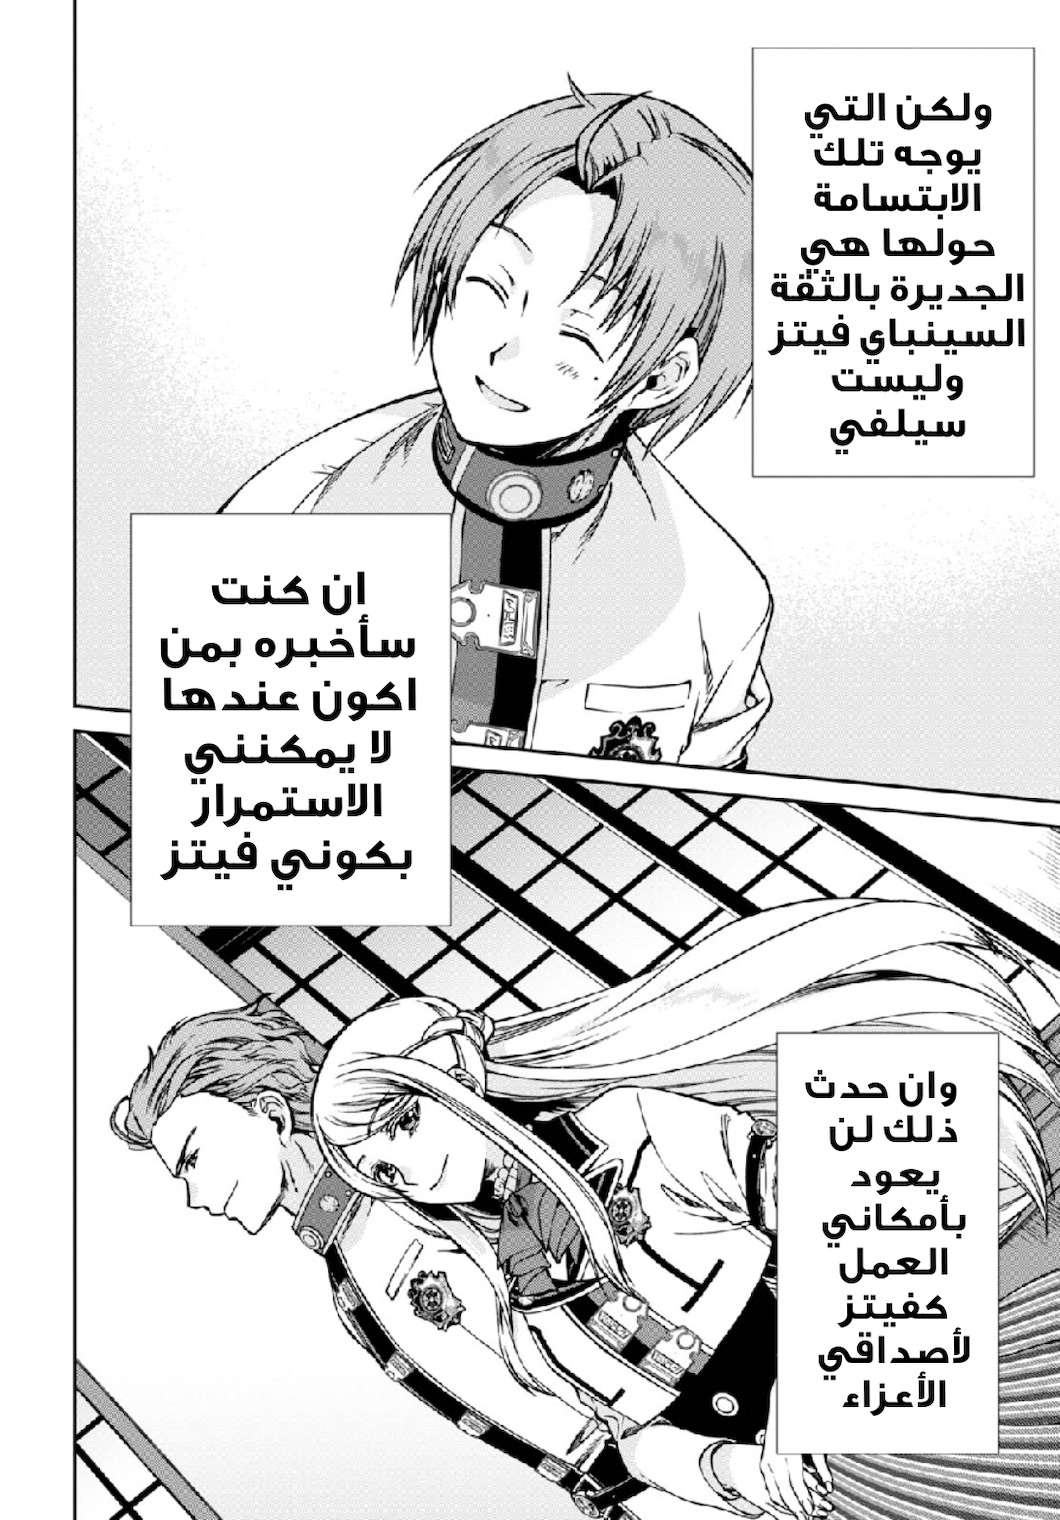 ولكن التي
يوجه تلك
الابتسامة
حولها هي
الجديرة بالثقة
السينباي فيتز
وليست
سيلفي
ان كنت
سأخبره بمن
اكون عندها
لا يمكنني
الاستمرار
بكوني فيتز
وان حدث
ذلك لن
يعود
بأمكاني
العمل
كفيتز
لأصداقي
الأعزاء